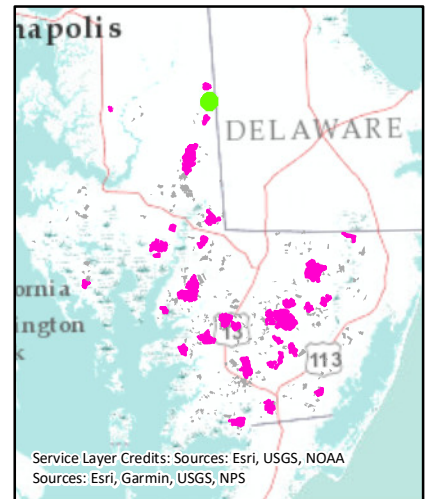 napolis
DELAWARE
ornia
ington
k
13
113
Service Layer Credits: Sources: Esri, USGS, NOAA
Sources: Esri, Garmin, USGS, NPS